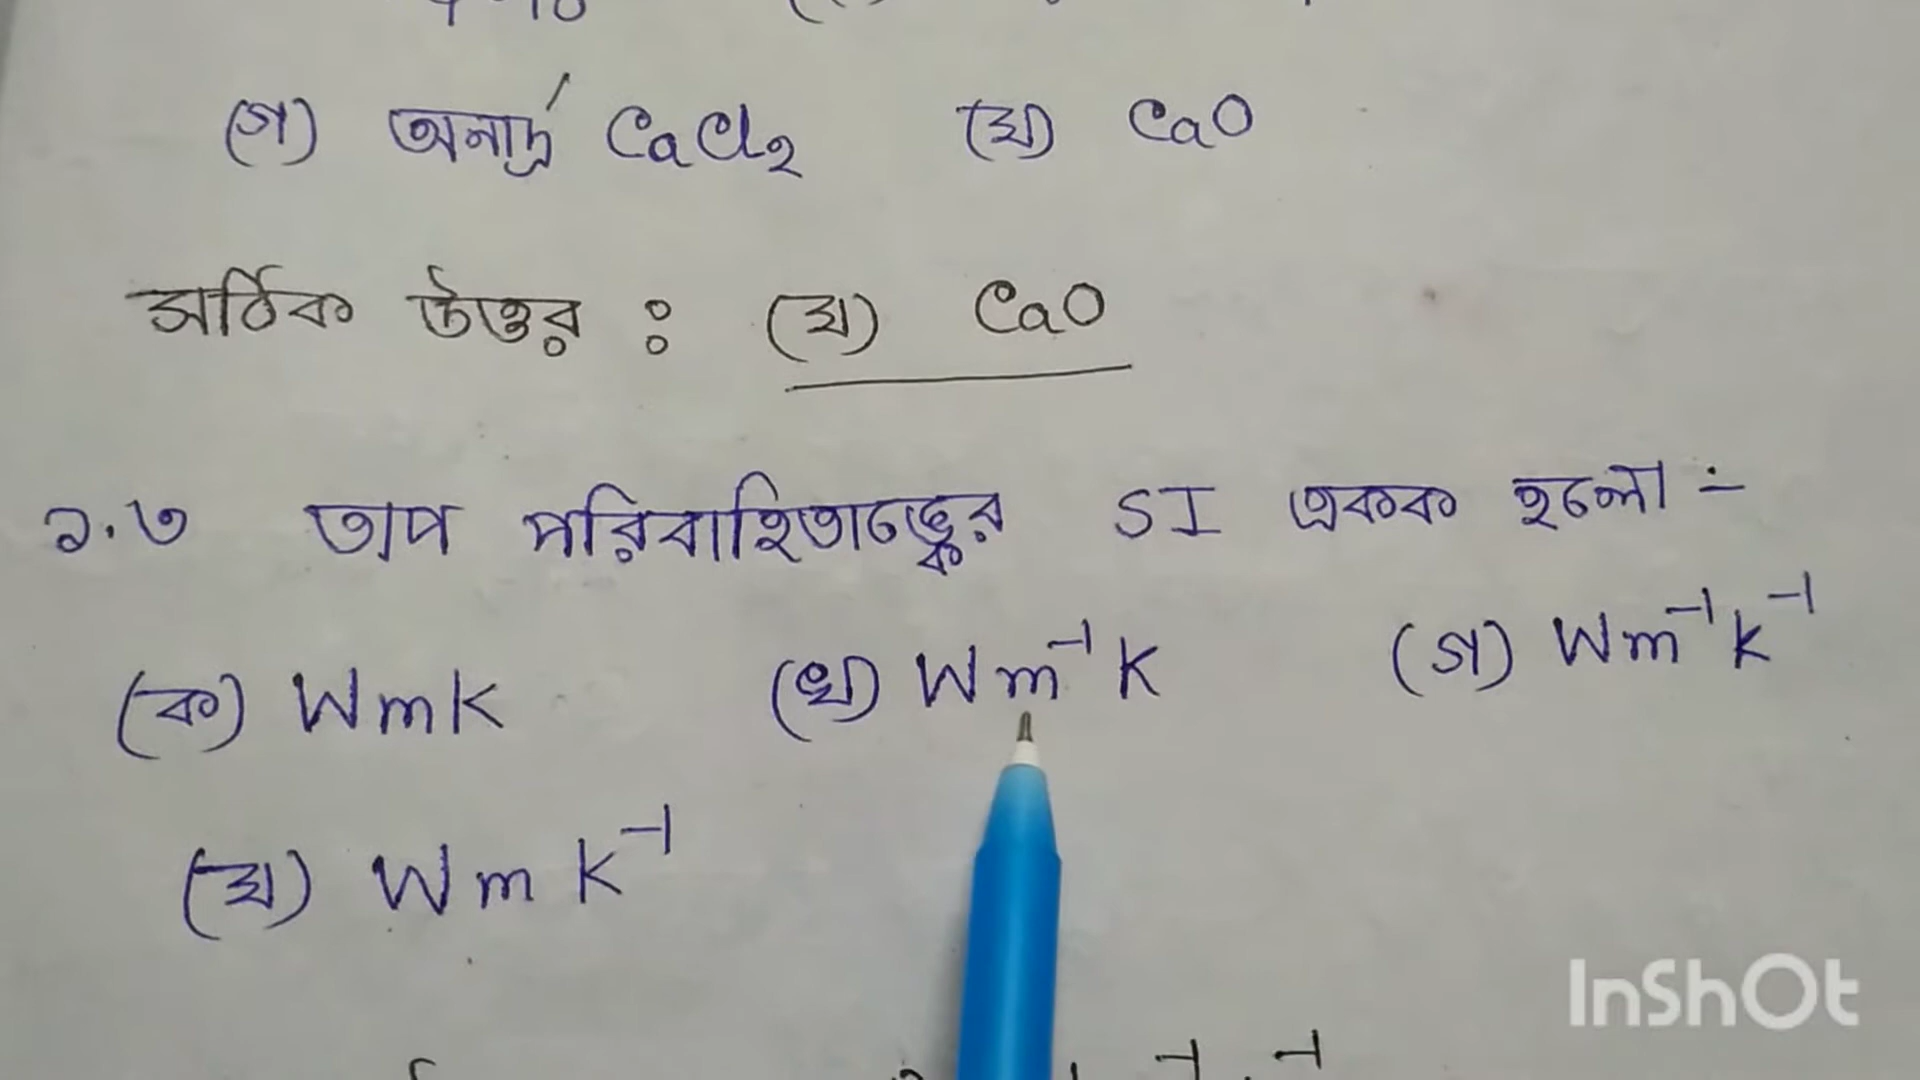 (গ) অনার্দ্র CaCl₂ (ঘ) CaO
সঠিক উত্তর : (ঘ) CaO
১.৩ তাপ পরিবাহিতাঙ্কের SI একক হলো :-
(ক) WmK (খ) Wm⁻¹K (গ) Wm⁻¹K⁻¹
(ঘ) WmK⁻¹
InShOt